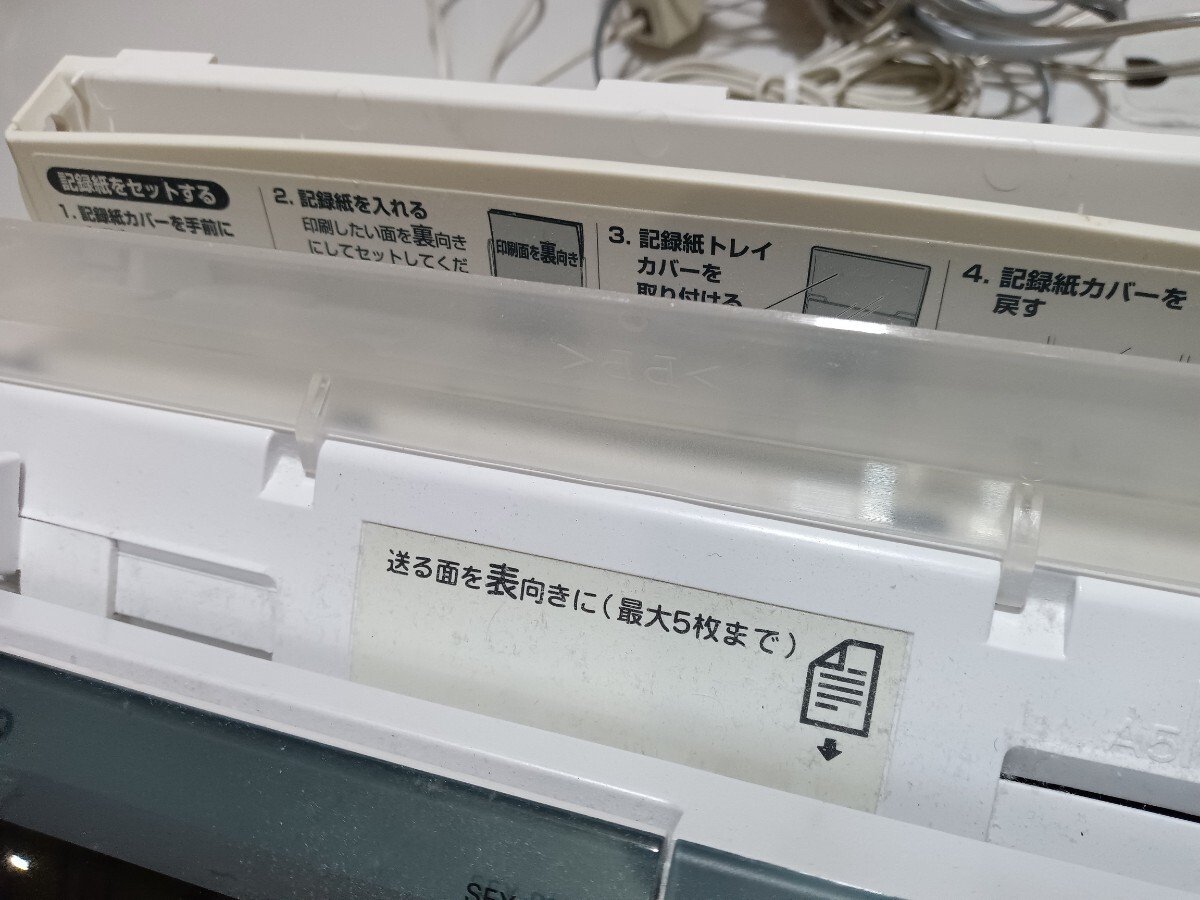 記録紙をセットする
1. 記録紙カバーを手前に
2. 記録紙を入れる
印刷したい面を裏向き
にしてセットしてくだ
印刷面を裏向き
3. 記録紙トレイ
カバーを
取り付ける
4. 記録紙カバーを
戻す
>PS<
送る面を表向きに(最大5枚まで)
A5
SFX